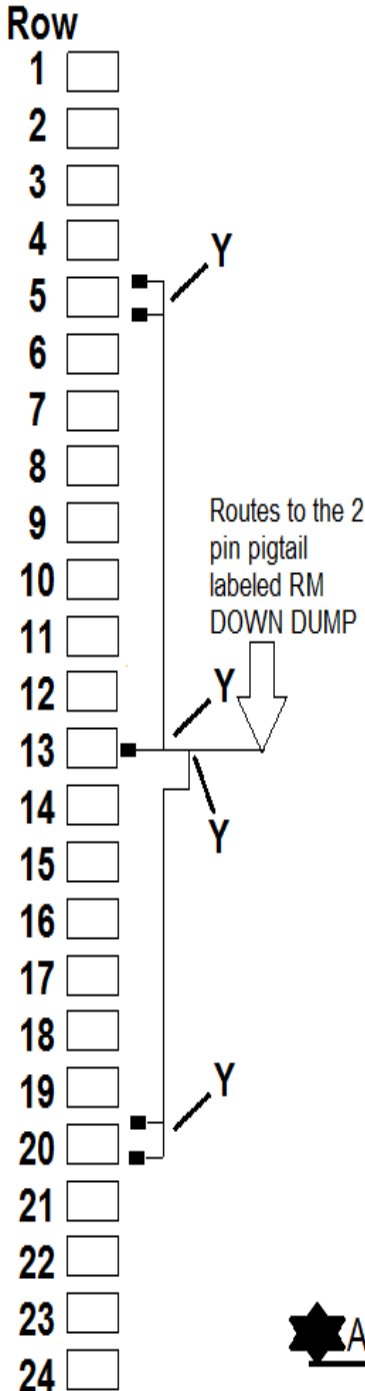 Row
1
2
3
4
Y
5
6
7
8
9
Routes to the 2
pin pigtail
labeled RM
DOWN DUMP
10
11
12
Y
13
14
Y
15
16
17
18
19
Y
20
21
22
23
A
24